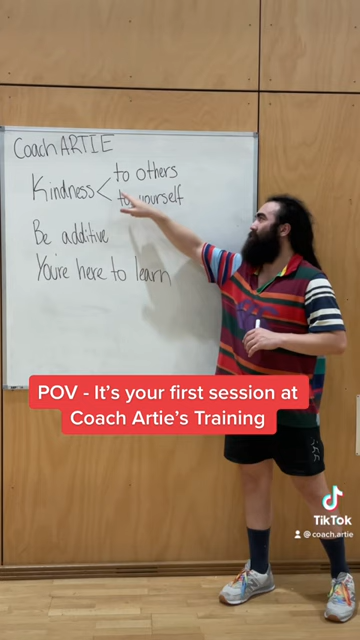 Coach ARTIE
Kindness < to others
to yourself
Be additive
You're here to learn
POV - It's your first session at
Coach Artie's Training
TikTok
@ coach.artie